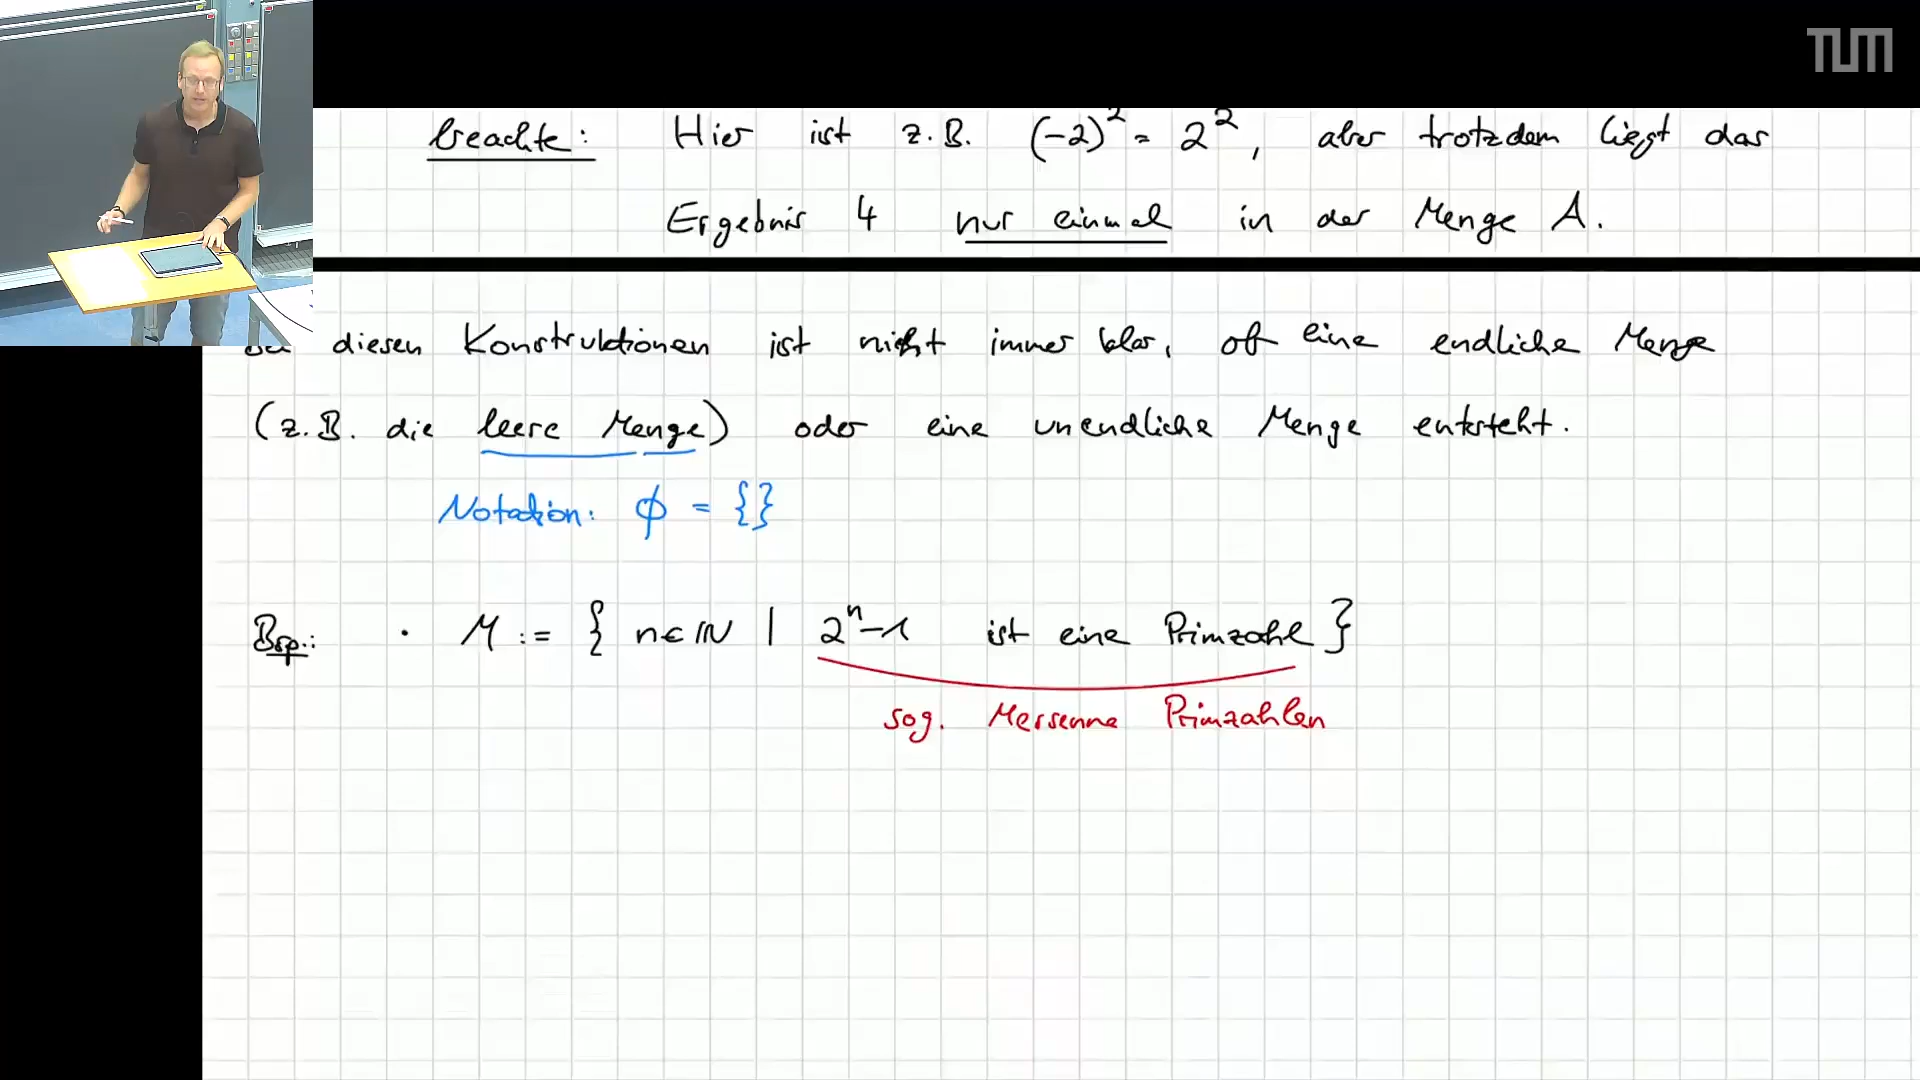 TUM
beachte: Hier ist z.B. (-2)² = 2², aber trotzdem liegt das
Ergebnis 4 nur einmal in der Menge A.
diesen Konstruktionen ist nicht immer klar, ob eine endliche Menge
(z.B. die leere Menge) oder eine unendliche Menge entsteht.
Notation: ϕ = {}
Bsp.: • M := { n ∈ ℕ | 2ⁿ-1 ist eine Primzahl }
sog. Mersenne Primzahlen